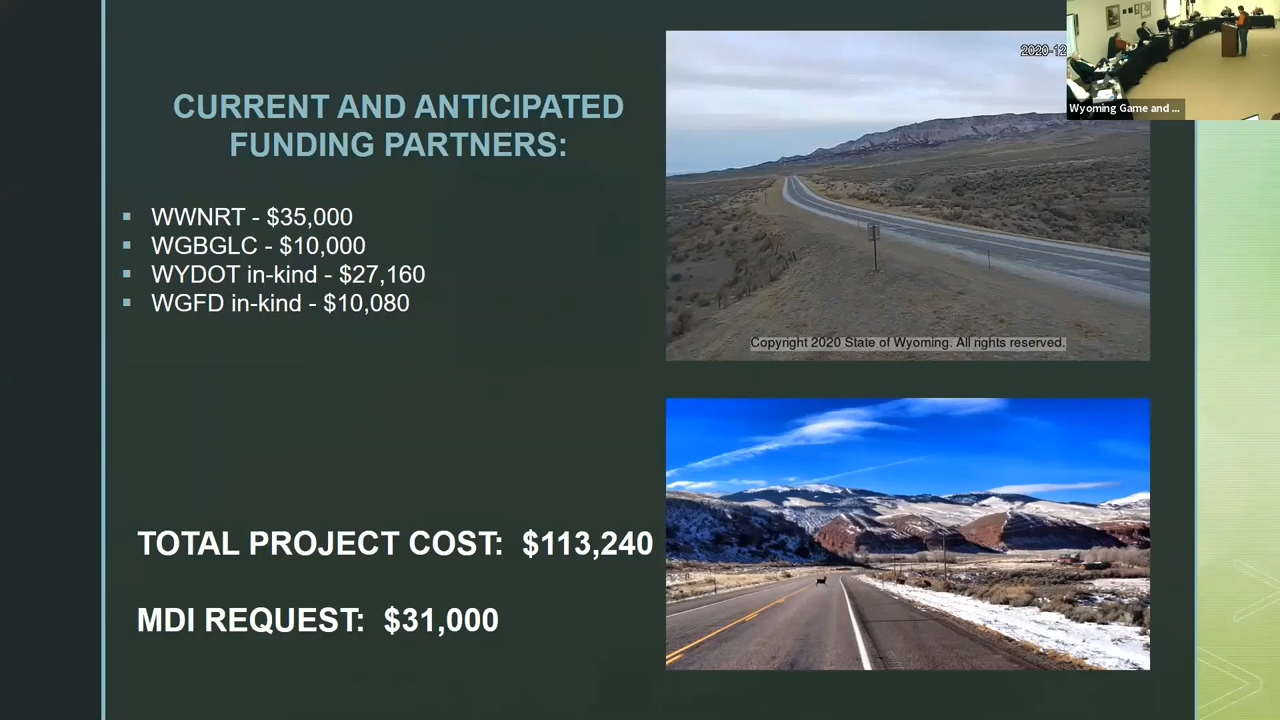 CURRENT AND ANTICIPATED
FUNDING PARTNERS:
▪ WWNRT - $35,000
▪ WGBGLC - $10,000
▪ WYDOT in-kind - $27,160
▪ WGFD in-kind - $10,080
TOTAL PROJECT COST: $113,240
MDI REQUEST: $31,000
2020-12
Copyright 2020 State of Wyoming. All rights reserved.
Wyoming Game and ...